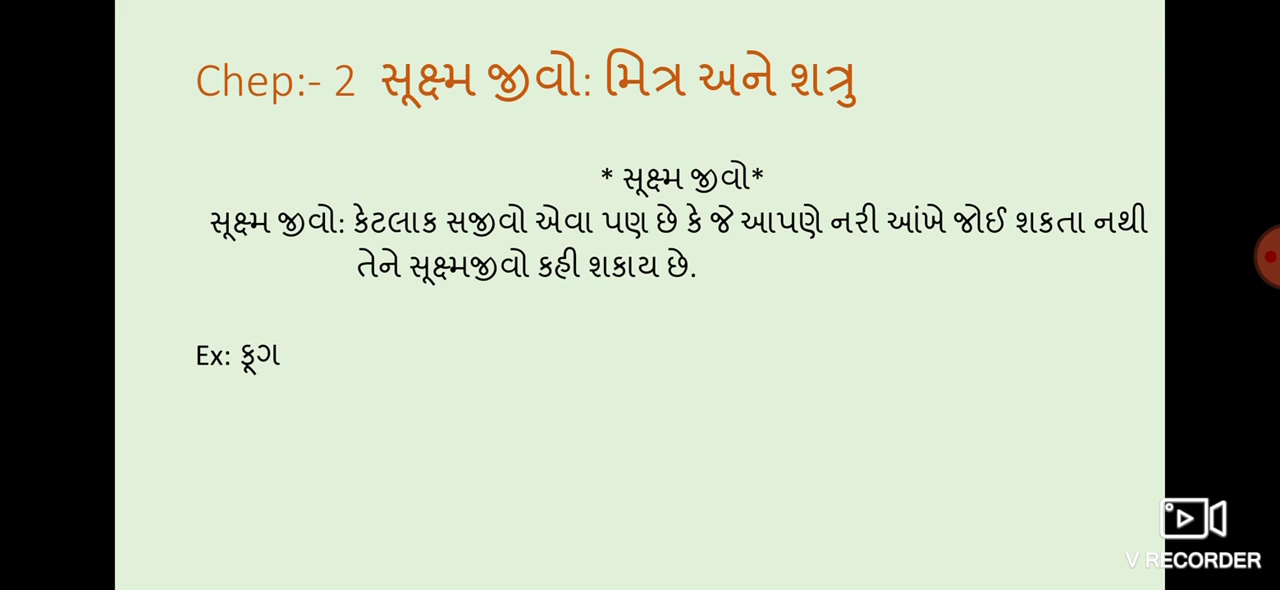 Chep:- 2 સૂક્ષ્મ જીવો: મિત્ર અને શત્રુ
* સૂક્ષ્મ જીવો*
સૂક્ષ્મ જીવો: કેટલાક સજીવો એવા પણ છે કે જે આપણે નરી આંખે જોઈ શકતા નથી
તેને સૂક્ષ્મજીવો કહી શકાય છે.
Ex: ફૂગ
V RECORDER